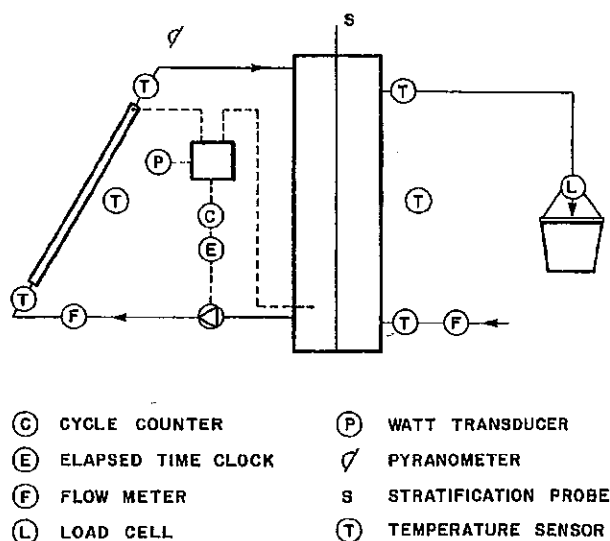 S
T
T
P
L
T
T
C
E
T
F
T
F
C CYCLE COUNTER
E ELAPSED TIME CLOCK
F FLOW METER
L LOAD CELL
P WATT TRANSDUCER
PYRANOMETER
S STRATIFICATION PROBE
T TEMPERATURE SENSOR